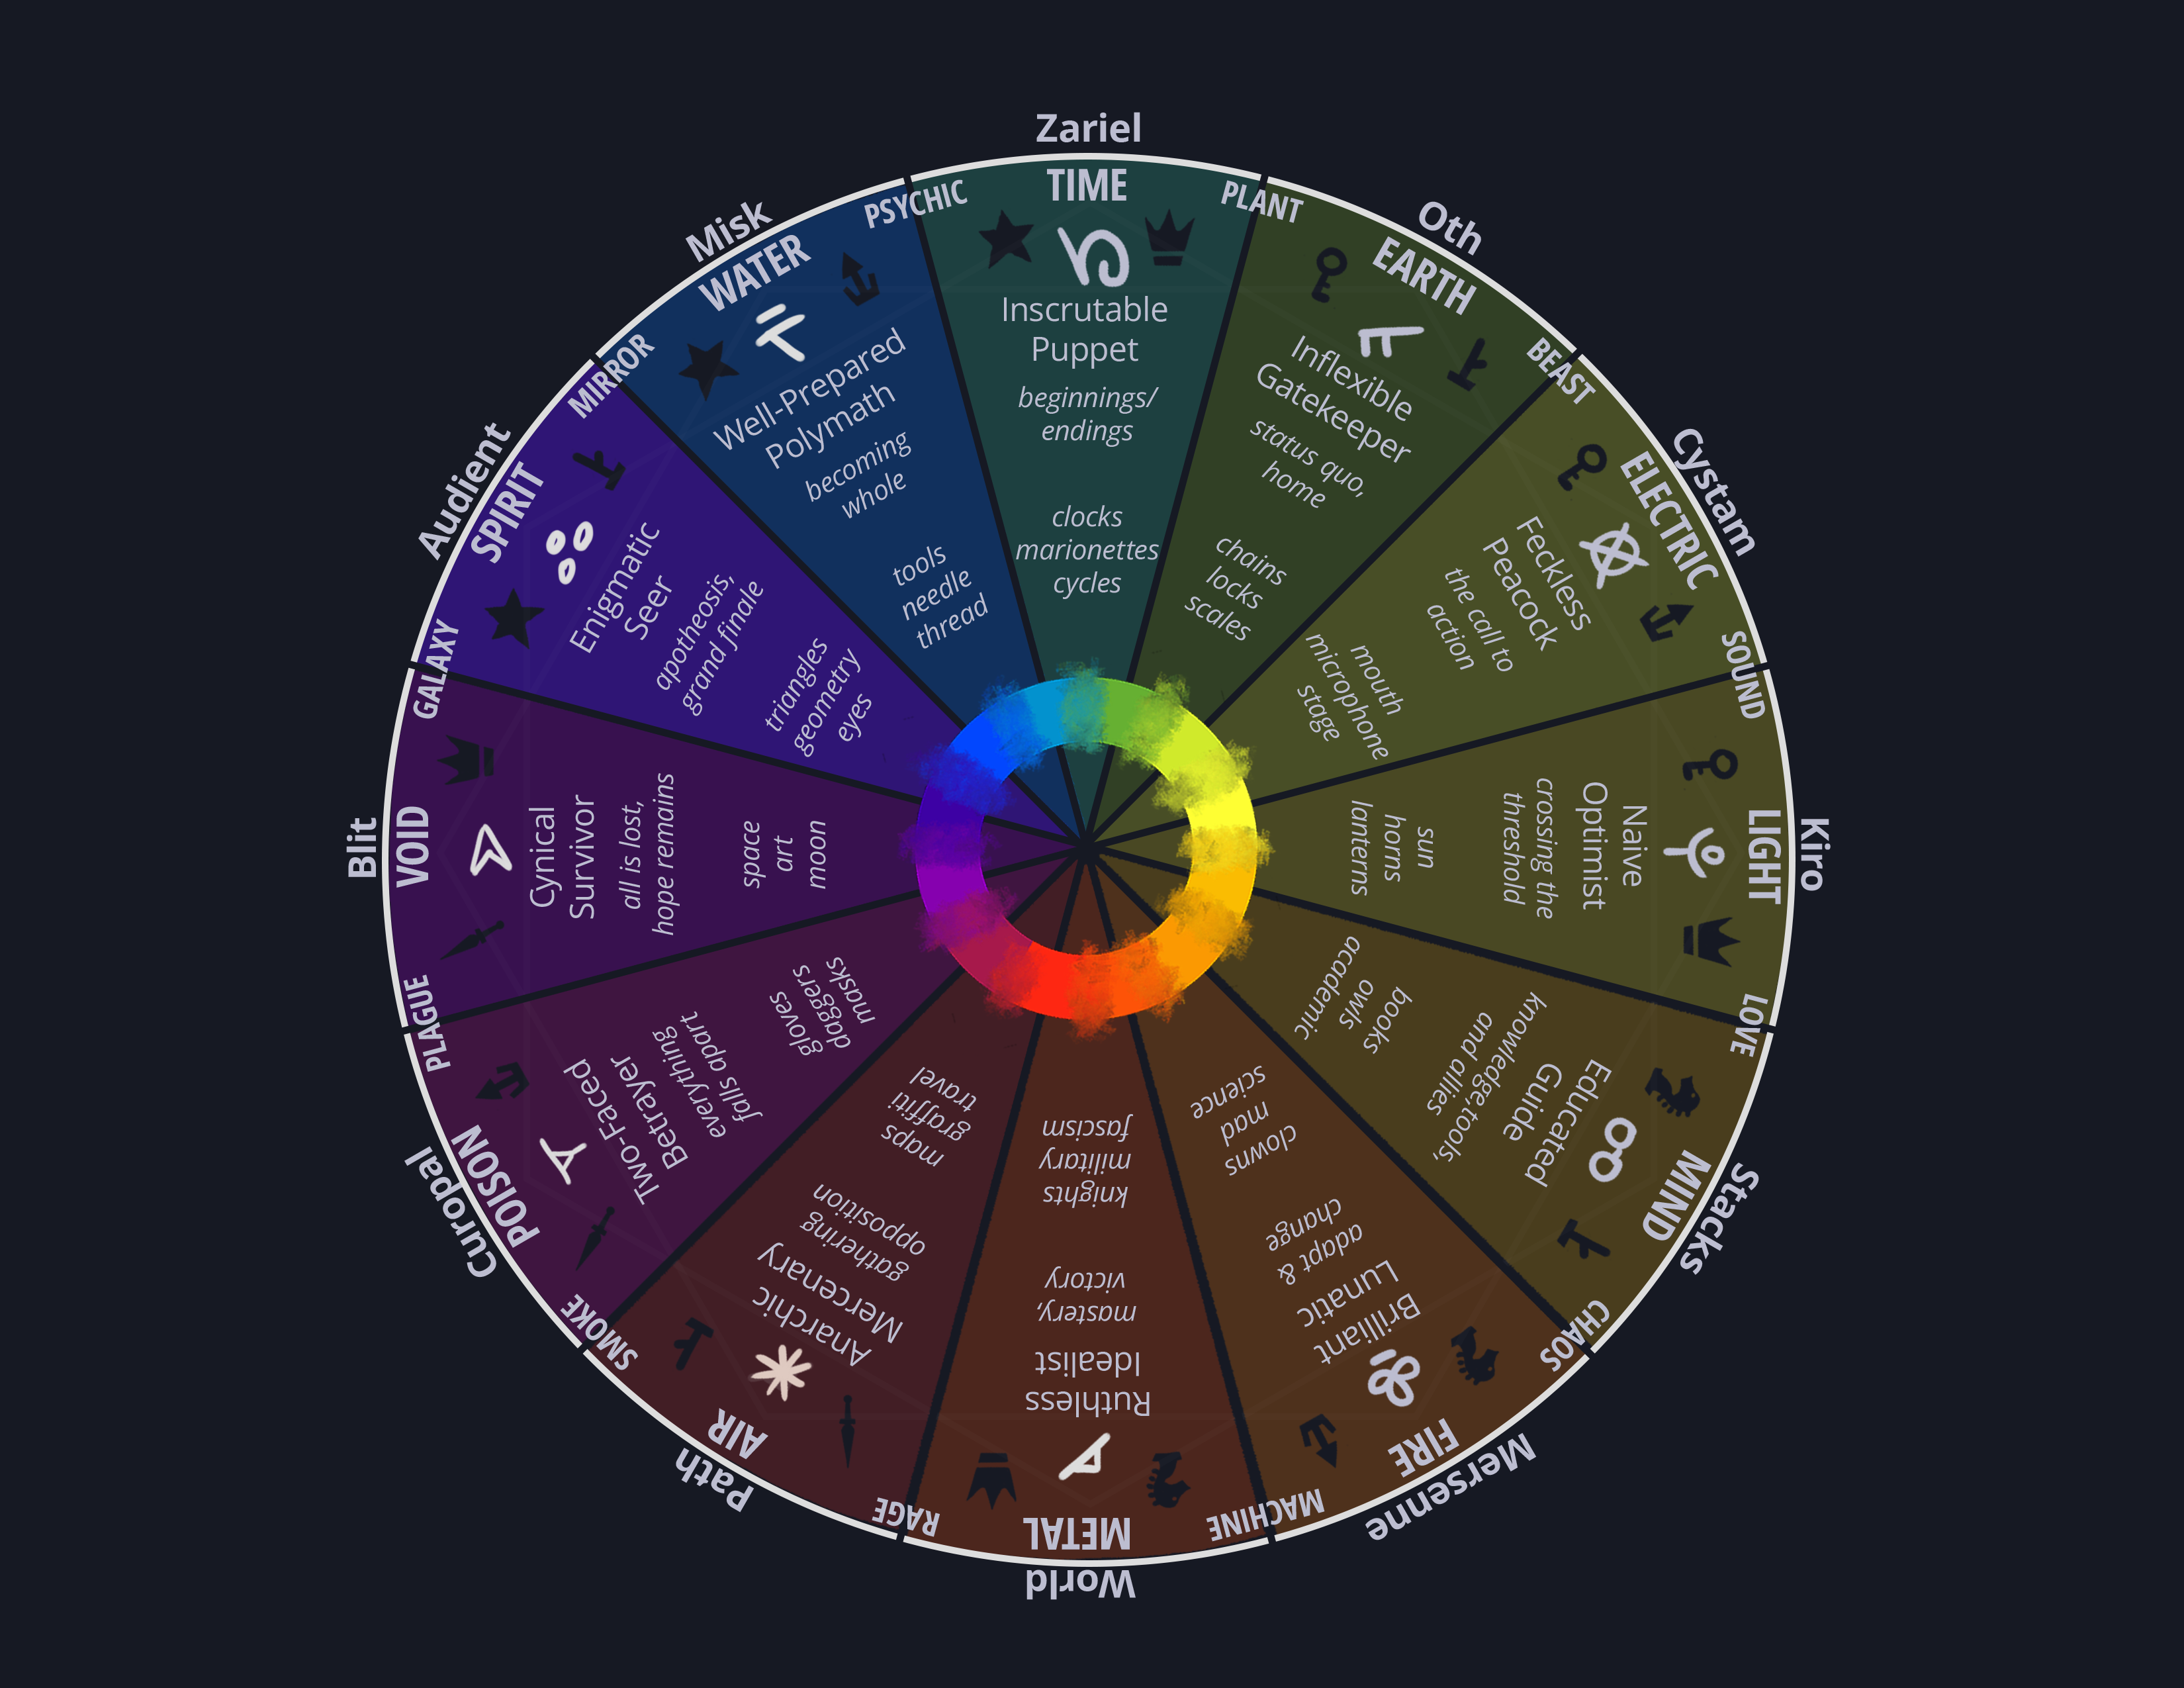 Zariel
TIME
Inscrutable
Puppet
beginnings/
endings
clocks
marionettes
cycles
PLANT
Oth
EARTH
Inflexible
Gatekeeper
status quo,
home
chains
locks
scales
BEAST
Cystam
ELECTRIC
Feckless
Peacock
the call to
action
mouth
microphone
stage
SOUND
Kiro
LIGHT
Naive
Optimist
crossing the
threshold
sun
horns
lanterns
LOVE
Stacks
MIND
Educated
Guide
knowledge,tools,
and allies
books
owls
academic
CHAOS
Mersenne
FIRE
Brilliant
Lunatic
adapt &
change
clowns
mad
science
MACHINE
World
METAL
Ruthless
Idealist
mastery,
victory
knights
military
fascism
RAGE
Path
AIR
Anarchic
Mercenary
gathering
opposition
maps
graffiti
travel
SMOKE
Curopal
POISON
Two-Faced
Betrayer
everything
falls apart
gloves
daggers
masks
PLAGUE
Blit
VOID
Cynical
Survivor
all is lost,
hope remains
space
art
moon
GALAXY
Audient
SPIRIT
Enigmatic
Seer
apotheosis,
grand finale
triangles
geometry
eyes
MIRROR
Misk
WATER
Well-Prepared
Polymath
becoming
whole
tools
needle
thread
PSYCHIC